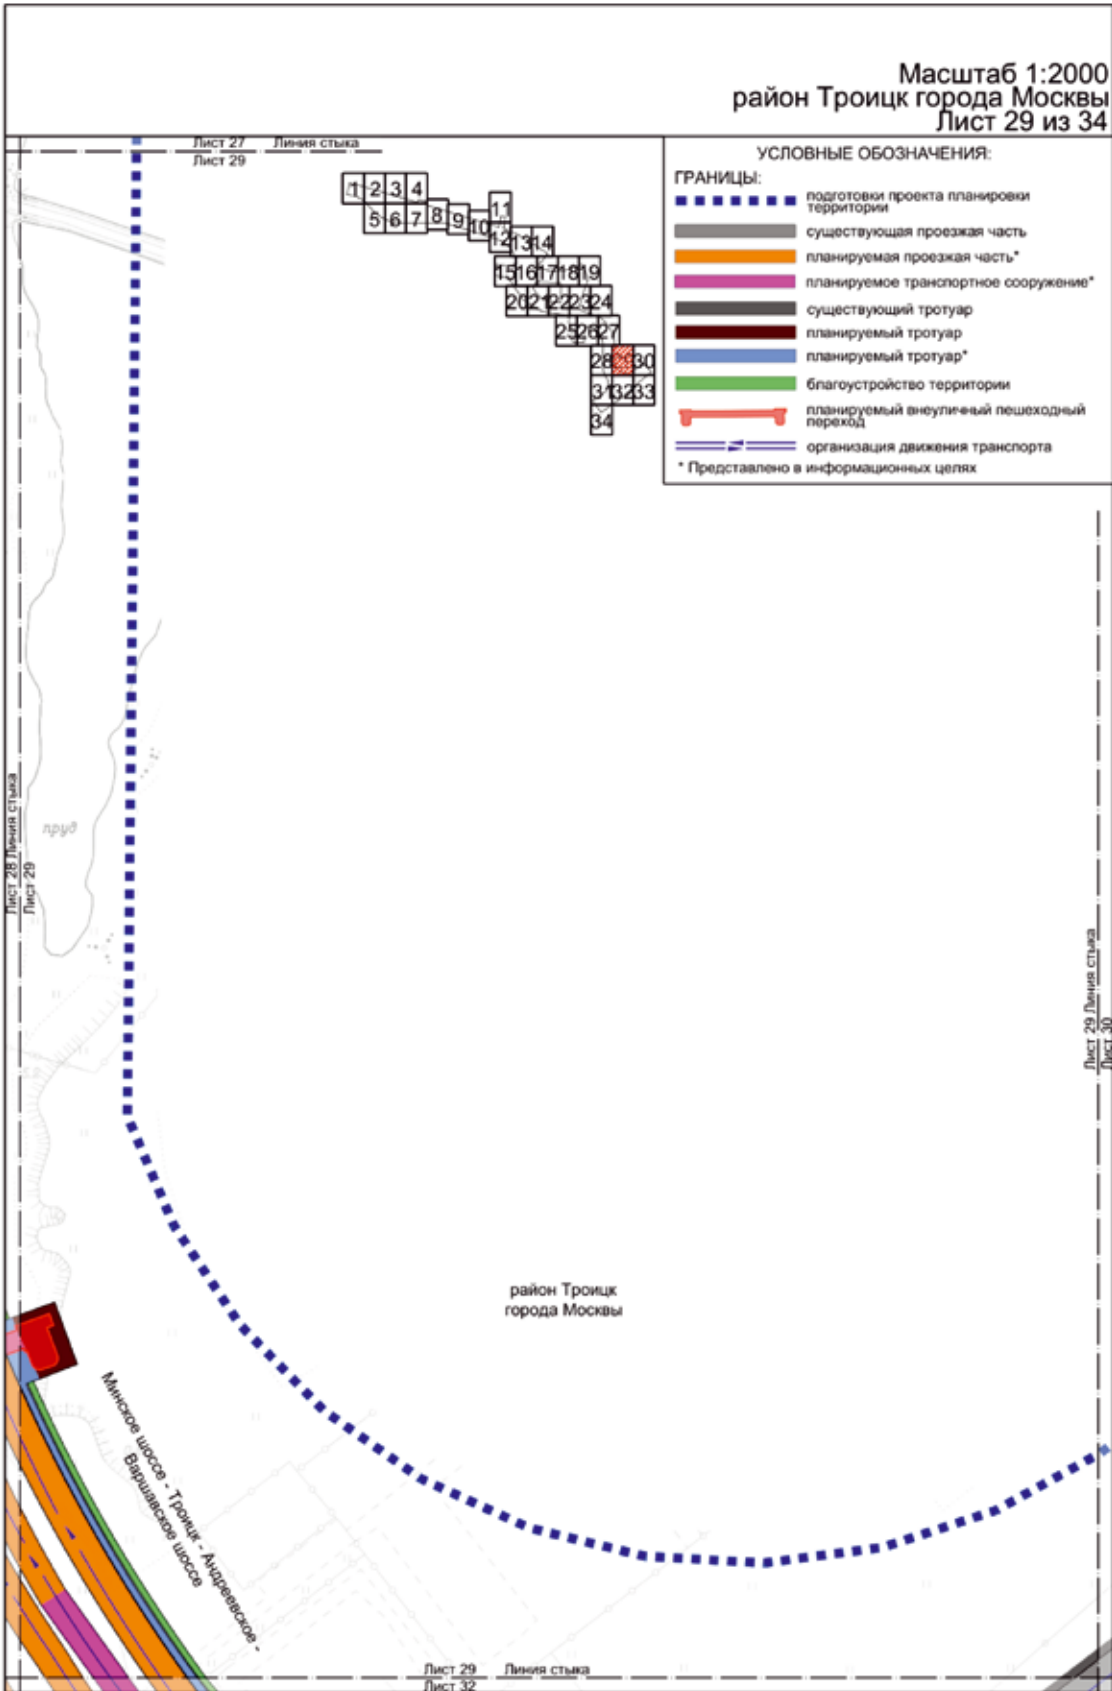 Масштаб 1:2000
район Троицк города Москвы
Лист 29 из 34
Лист 27 Линия стыка
Лист 29
1 2 3 4
5 6 7 8 9 10 11
12 13 14
15 16 17 18 19
20 21 22 23 24
25 26 27
28 29 30
31 32 33
34
УСЛОВНЫЕ ОБОЗНАЧЕНИЯ:
ГРАНИЦЫ:
подготовки проекта планировки
территории
существующая проезжая часть
планируемая проезжая часть*
планируемое транспортное сооружение*
существующий тротуар
планируемый тротуар
планируемый тротуар*
благоустройство территории
планируемый внеуличный пешеходный
переход
организация движения транспорта
* Представлено в информационных целях
пруд
Лист 28 Линия стыка
Лист 29
Лист 29 Линия стыка
Лист 30
район Троицк
города Москвы
Минское шоссе - Троицк - Андреевское -
Варшавское шоссе
Лист 29 Линия стыка
Лист 32